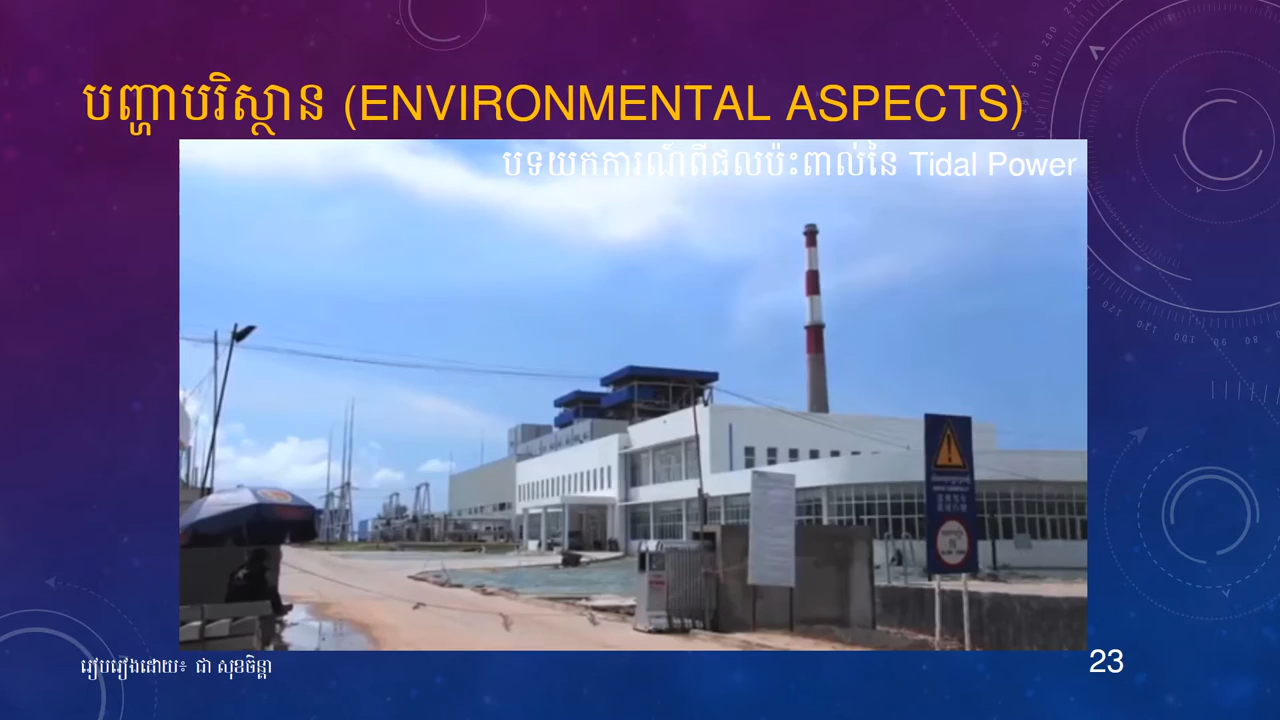 បញ្ហាបរិស្ថាន (ENVIRONMENTAL ASPECTS)
បទយកការណ៍ពីផលប៉ះពាល់នៃ Tidal Power
រៀបរៀងដោយ៖ ជា សុខចិន្តា
23